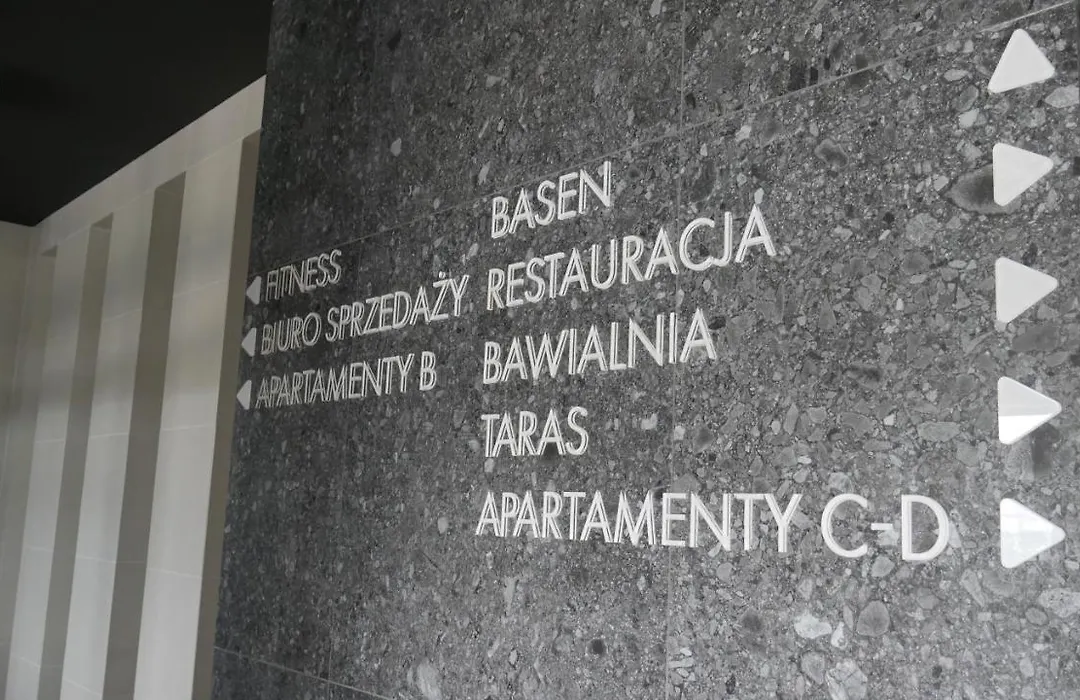 FITNESS
BIURO SPRZEDAŻY
APARTAMENTY B
BASEN
RESTAURACJA
BAWIALNIA
TARAS
APARTAMENTY C-D